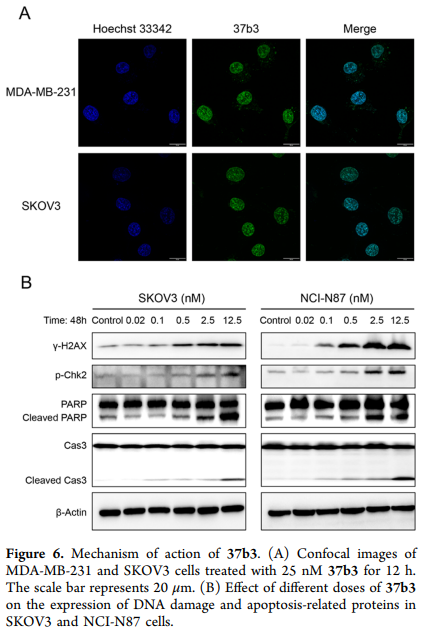 A
Hoechst 33342 37b3 Merge
MDA-MB-231
SKOV3
B
SKOV3 (nM) NCI-N87 (nM)
Time: 48h Control 0.02 0.1 0.5 2.5 12.5 Control 0.02 0.1 0.5 2.5 12.5
γ-H2AX
p-Chk2
PARP
Cleaved PARP
Cas3
Cleaved Cas3
β-Actin
Figure 6. Mechanism of action of 37b3. (A) Confocal images of
MDA-MB-231 and SKOV3 cells treated with 25 nM 37b3 for 12 h.
The scale bar represents 20 μm. (B) Effect of different doses of 37b3
on the expression of DNA damage and apoptosis-related proteins in
SKOV3 and NCI-N87 cells.